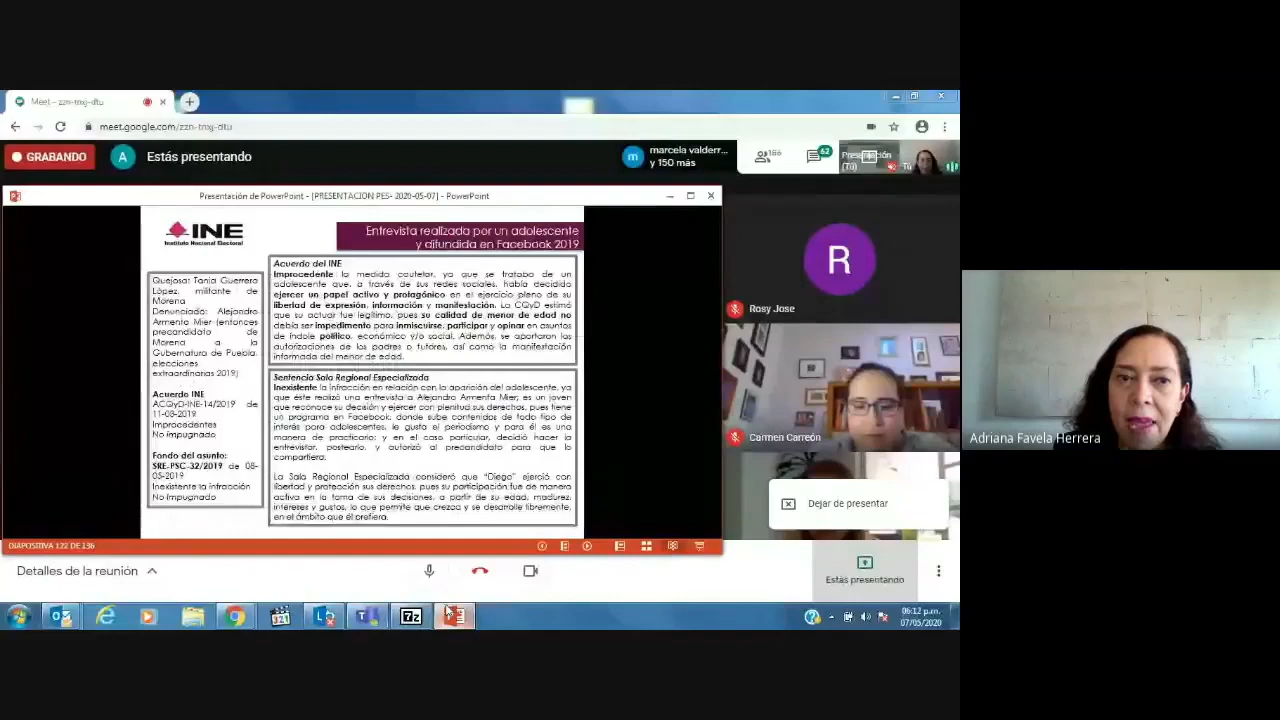 Meet – zzn-tmjj-dtu
meet.google.com/zzn-tmjj-dtu
GRABANDO
A
Estás presentando
m
marcela valderr...
y 150 más
166
62
Presentación
(Tú)
Tú
Presentación de PowerPoint - [PRESENTACION PES- 2020-05-07] - PowerPoint
INE
Instituto Nacional Electoral
Entrevista realizada por un adolescente
y difundida en Facebook 2019
Quejosa: Tania Guerrero
López, militante de
Morena
Denunciado: Alejandro
Armenta Mier (entonces
precandidato de
Morena a la
Gubernatura de Puebla,
elecciones
extraordinarias 2019)
Acuerdo INE
ACQyD-INE-14/2019 de
11-03-2019
Improcedentes
No impugnado
Fondo del asunto:
SRE-PSC-32/2019 de 08-
05-2019
Inexistente la infracción
No Impugnado
Acuerdo del INE
Improcedente la medida cautelar, ya que se trataba de un
adolescente que, a través de sus redes sociales, había decidido
ejercer un papel activo y protagónico en el ejercicio pleno de su
libertad de expresión, información y manifestación. La CQyD estimó
que su actuar fue legítimo, pues su calidad de menor de edad no
debía ser impedimento para inmiscuirse, participar y opinar en asuntos
de índole político, económico y/o social. Además, se aportaron las
autorizaciones de los padres o tutores, así como la manifestación
informada del menor de edad.
Sentencia Sala Regional Especializada
Inexistente la infracción en relación con la aparición del adolescente, ya
que éste realizó una entrevista a Alejandro Armenta Mier; es un joven
que reconoce su decisión y ejercer con plenitud sus derechos, pues tiene
un programa en Facebook, donde sube contenidos de todo tipo de
interés para adolescentes, le gusta el periodismo y para él es una
manera de practicarlo; y en el caso particular, decidió hacer la
entrevistar, postearlo, y autorizó al precandidato para que lo
compartiera.
La Sala Regional Especializada consideró que "Diego" ejerció con
libertad y protección sus derechos, pues su participación fue de manera
activa en la toma de sus decisiones, a partir de su edad, madurez,
intereses y gustos, lo que permite que crezca y se desarrolle libremente,
en el ámbito que él prefiera.
DIAPOSITIVA 122 DE 136
R
Rosy Jose
Carmen Carreón
Dejar de presentar
Adriana Favela Herrera
Detalles de la reunión
Estás presentando
321
7z
06:12 p.m.
07/05/2020